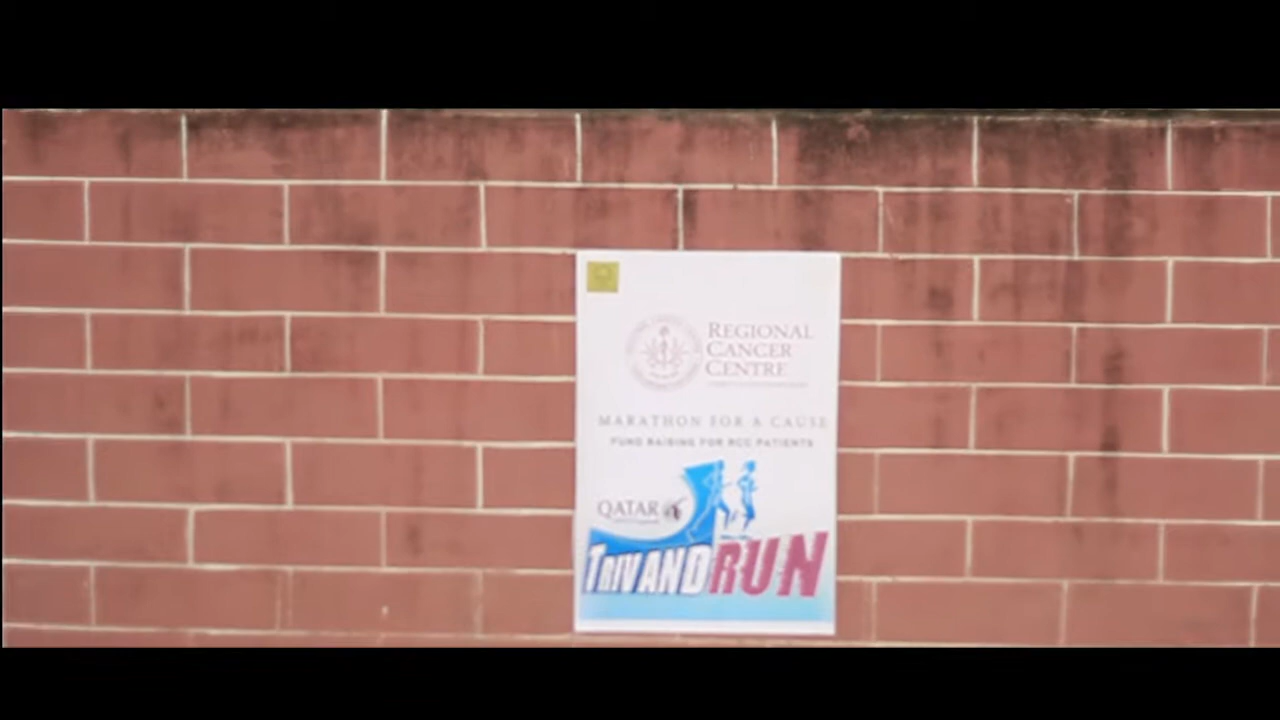 REGIONAL
CANCER
CENTRE
MARATHON FOR A CAUSE
FUND RAISING FOR RCC PATIENTS
QATAR
TRIVANDRUN